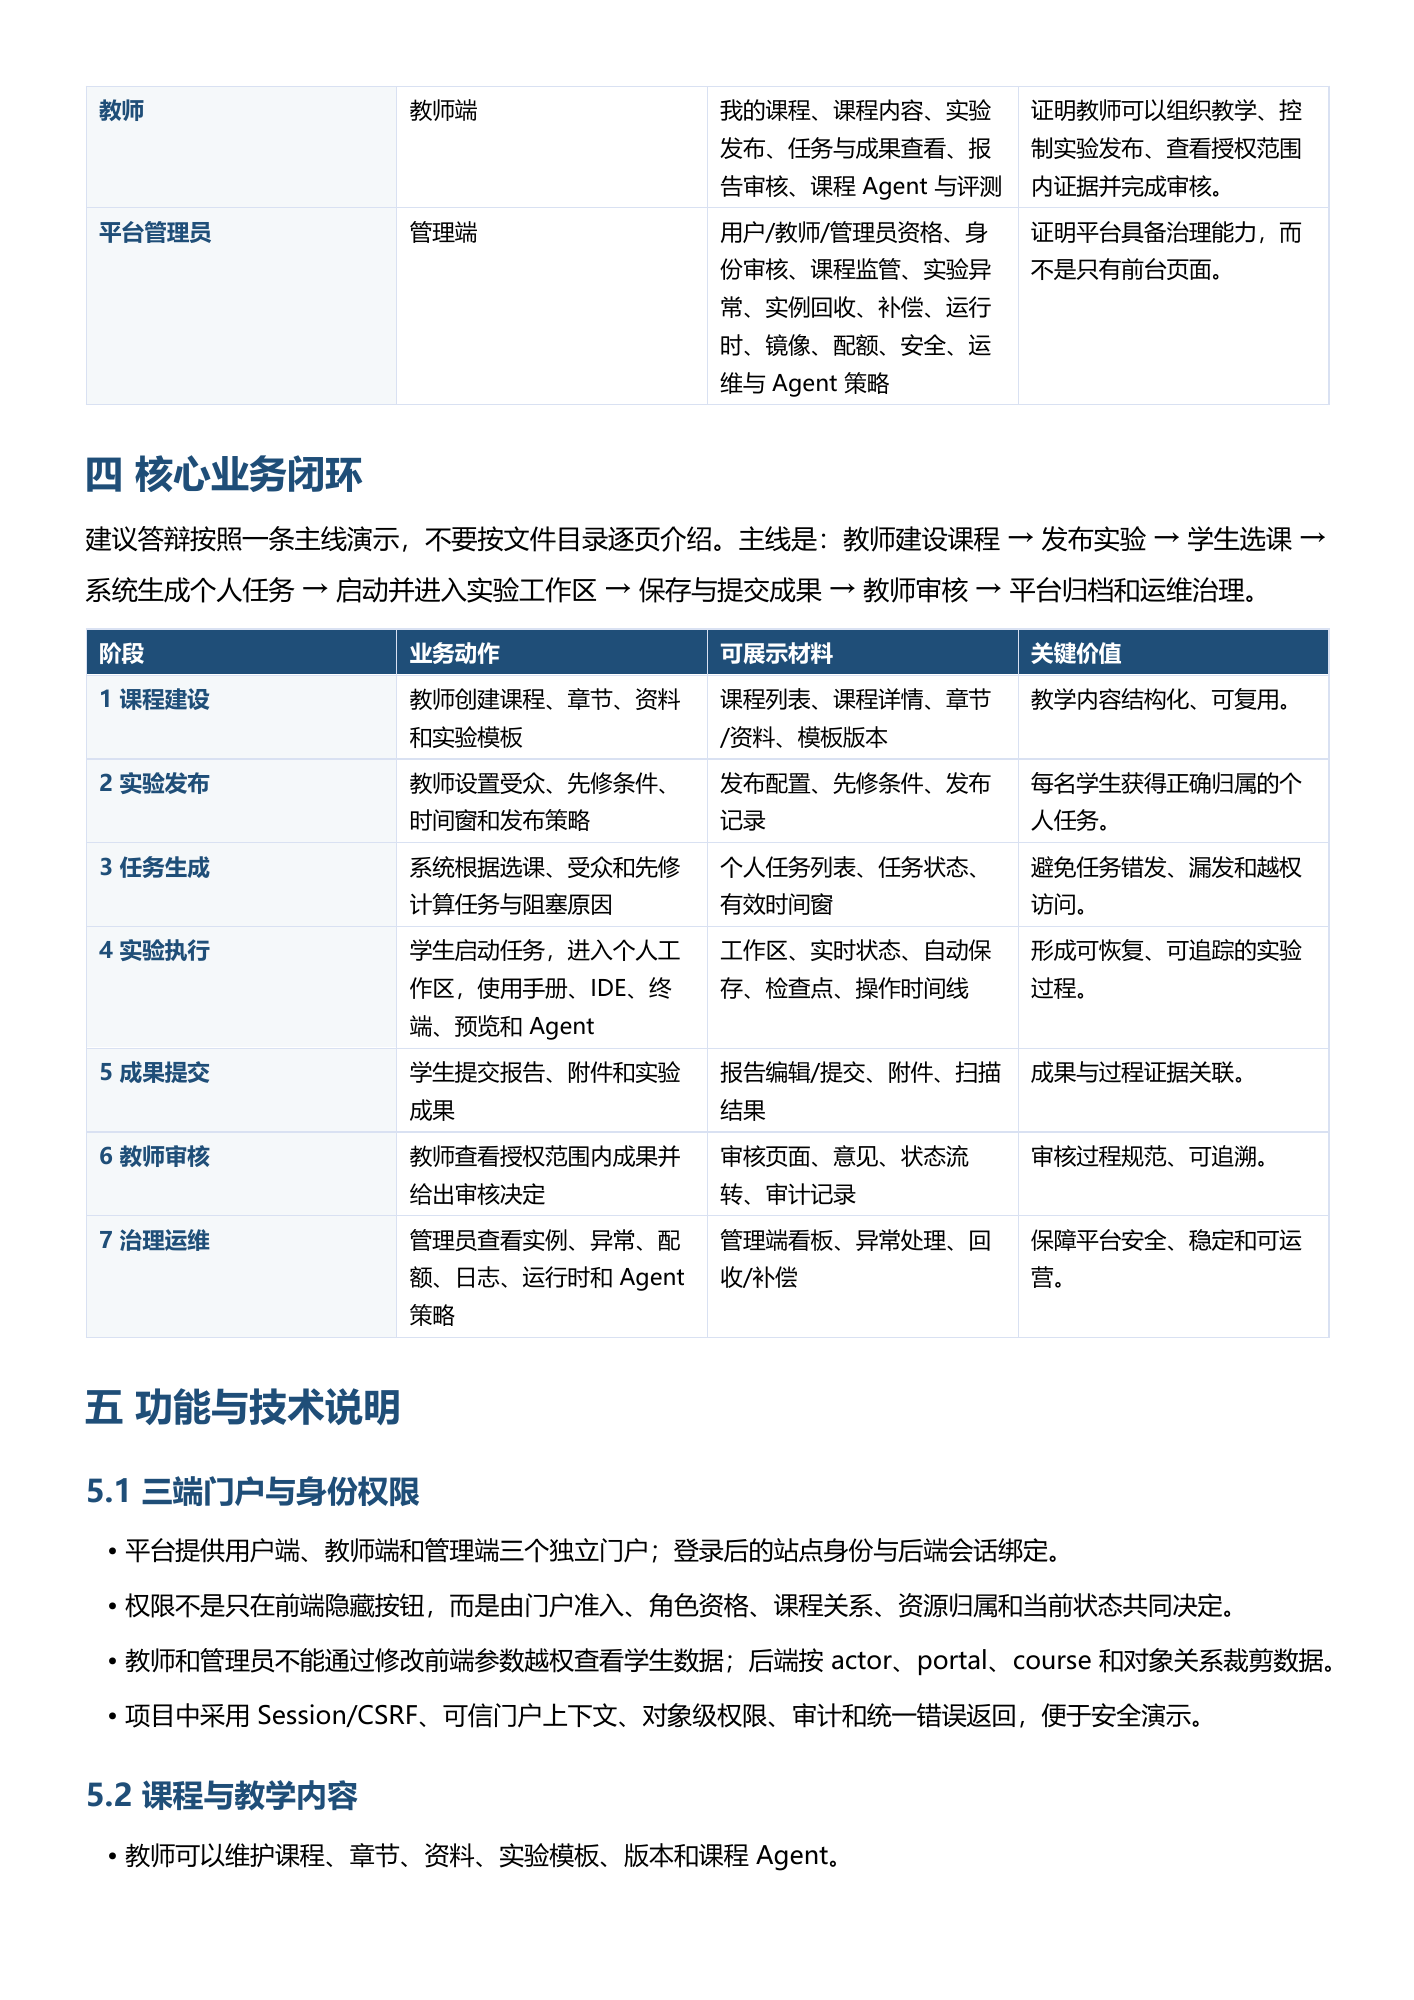 教师
教师端
我的课程、课程内容、实验
发布、任务与成果查看、报
告审核、课程 Agent 与评测
证明教师可以组织教学、控
制实验发布、查看授权范围
内证据并完成审核。
平台管理员
管理端
用户/教师/管理员资格、身
份审核、课程监管、实验异
常、实例回收、补偿、运行
时、镜像、配额、安全、运
维与 Agent 策略
证明平台具备治理能力，而
不是只有前台页面。
四 核心业务闭环
建议答辩按照一条主线演示，不要按文件目录逐页介绍。主线是：教师建设课程 → 发布实验 → 学生选课 →
系统生成个人任务 → 启动并进入实验工作区 → 保存与提交成果 → 教师审核 → 平台归档和运维治理。
阶段
业务动作
可展示材料
关键价值
1 课程建设
教师创建课程、章节、资料
和实验模板
课程列表、课程详情、章节
/资料、模板版本
教学内容结构化、可复用。
2 实验发布
教师设置受众、先修条件、
时间窗和发布策略
发布配置、先修条件、发布
记录
每名学生获得正确归属的个
人任务。
3 任务生成
系统根据选课、受众和先修
计算任务与阻塞原因
个人任务列表、任务状态、
有效时间窗
避免任务错发、漏发和越权
访问。
4 实验执行
学生启动任务，进入个人工
作区，使用手册、IDE、终
端、预览和 Agent
工作区、实时状态、自动保
存、检查点、操作时间线
形成可恢复、可追踪的实验
过程。
5 成果提交
学生提交报告、附件和实验
成果
报告编辑/提交、附件、扫描
结果
成果与过程证据关联。
6 教师审核
教师查看授权范围内成果并
给出审核决定
审核页面、意见、状态流
转、审计记录
审核过程规范、可追溯。
7 治理运维
管理员查看实例、异常、配
额、日志、运行时和 Agent
策略
管理端看板、异常处理、回
收/补偿
保障平台安全、稳定和可运
营。
五 功能与技术说明
5.1 三端门户与身份权限
• 平台提供用户端、教师端和管理端三个独立门户；登录后的站点身份与后端会话绑定。
• 权限不是只在前端隐藏按钮，而是由门户准入、角色资格、课程关系、资源归属和当前状态共同决定。
• 教师和管理员不能通过修改前端参数越权查看学生数据；后端按 actor、portal、course 和对象关系裁剪数据。
• 项目中采用 Session/CSRF、可信门户上下文、对象级权限、审计和统一错误返回，便于安全演示。
5.2 课程与教学内容
• 教师可以维护课程、章节、资料、实验模板、版本和课程 Agent。